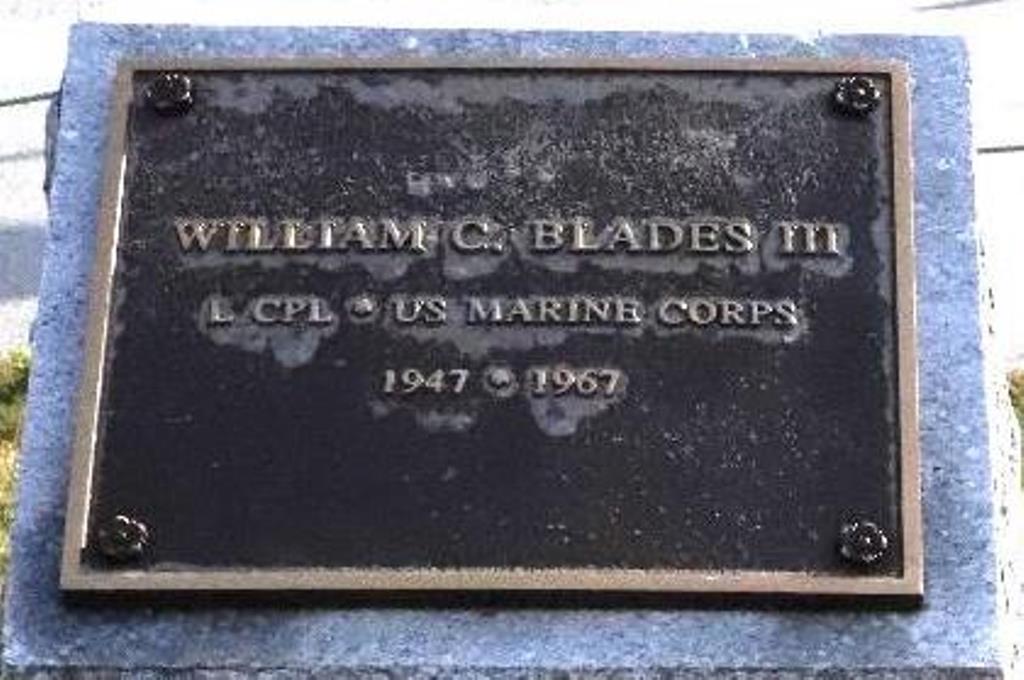 WILLIAM C. BLADES III
L CPL • US MARINE CORPS
1947 • 1967